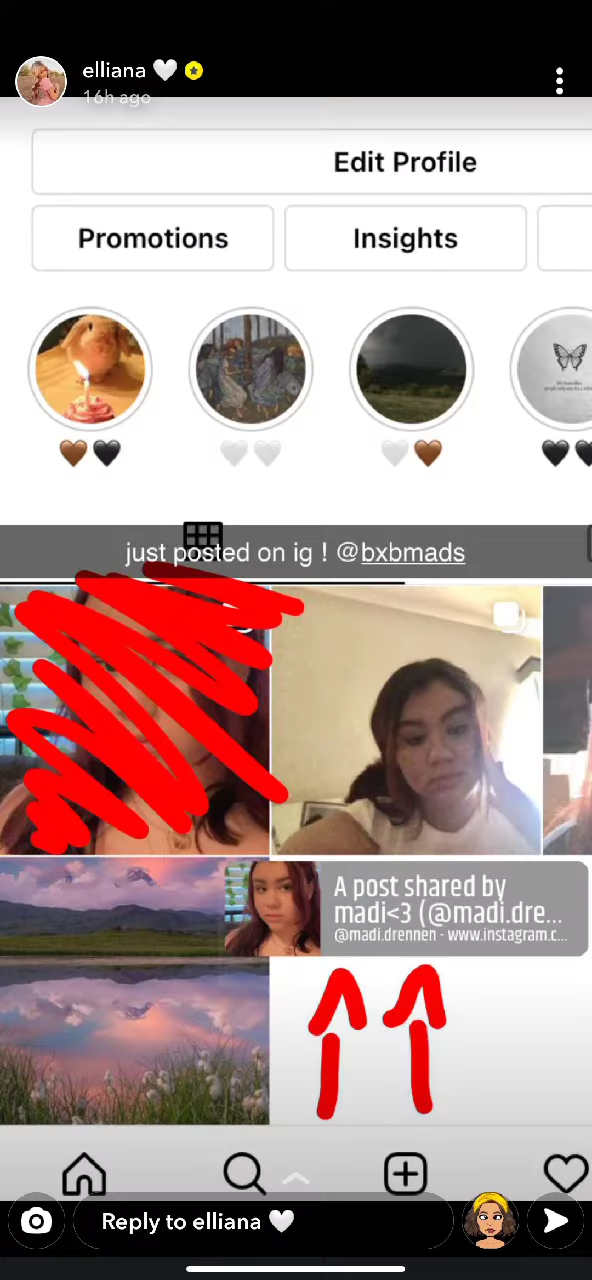 elliana 🤍
16h ago
Edit Profile
Promotions
Insights
just posted on ig ! @bxbmads
A post shared by
madi<3 (@madi.dre...
@madi.drennen - www.instagram.c...
Reply to elliana 🤍